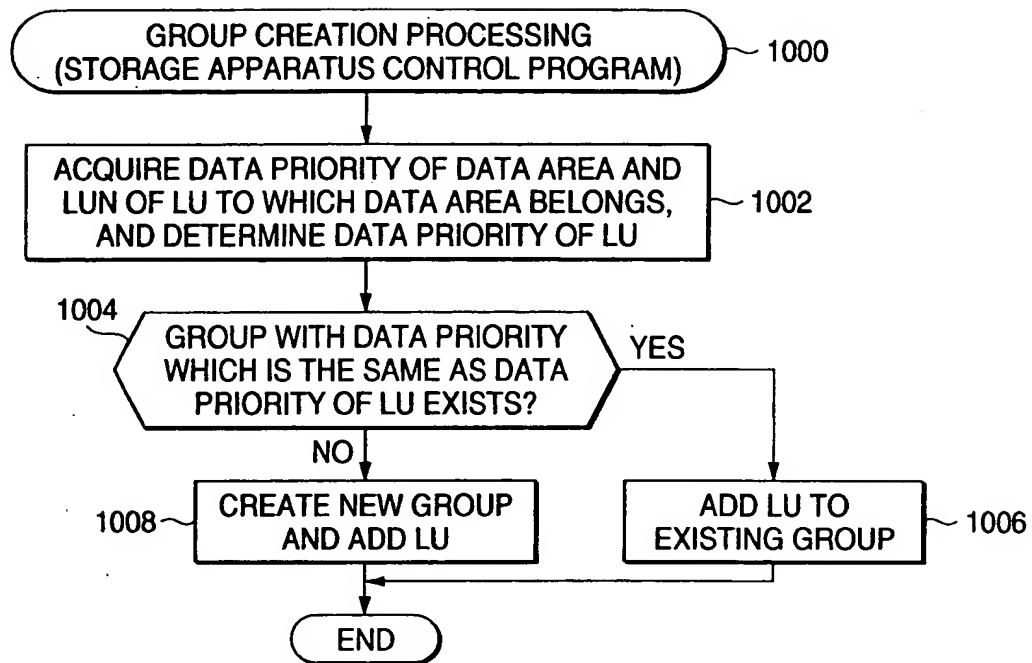 GROUP CREATION PROCESSING
(STORAGE APPARATUS CONTROL PROGRAM)
1000
ACQUIRE DATA PRIORITY OF DATA AREA AND
LUN OF LU TO WHICH DATA AREA BELONGS,
AND DETERMINE DATA PRIORITY OF LU
1002
1004
GROUP WITH DATA PRIORITY
WHICH IS THE SAME AS DATA
PRIORITY OF LU EXISTS?
YES
NO
1008
CREATE NEW GROUP
AND ADD LU
ADD LU TO
EXISTING GROUP
1006
END